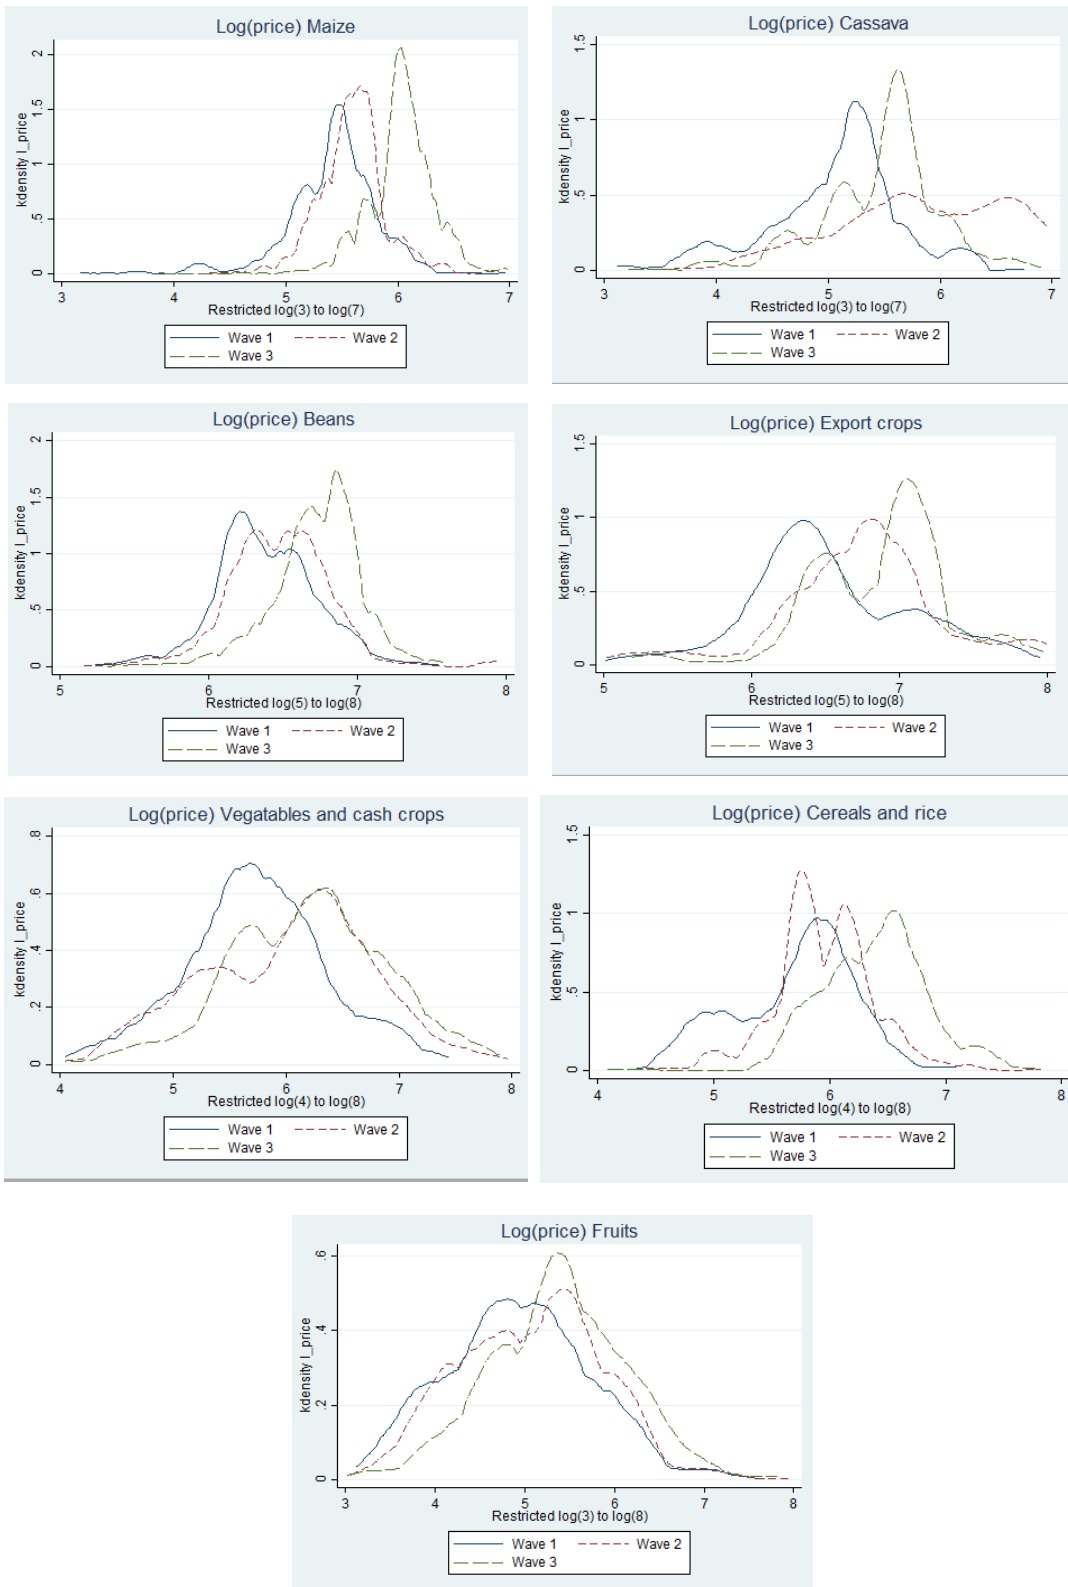 Log(price) Maize
kdensity l_price
0 .5 1 1.5 2
3 4 5 6 7
Restricted log(3) to log(7)
Wave 1 Wave 2
Wave 3
Log(price) Cassava
kdensity l_price
0 .5 1 1.5
3 4 5 6 7
Restricted log(3) to log(7)
Wave 1 Wave 2
Wave 3
Log(price) Beans
kdensity l_price
0 .5 1 1.5 2
5 6 7 8
Restricted log(5) to log(8)
Wave 1 Wave 2
Wave 3
Log(price) Export crops
kdensity l_price
0 .5 1 1.5
5 6 7 8
Restricted log(5) to log(8)
Wave 1 Wave 2
Wave 3
Log(price) Vegatables and cash crops
kdensity l_price
0 .2 .4 .6 .8
4 5 6 7 8
Restricted log(4) to log(8)
Wave 1 Wave 2
Wave 3
Log(price) Cereals and rice
kdensity l_price
0 .5 1 1.5
4 5 6 7 8
Restricted log(4) to log(8)
Wave 1 Wave 2
Wave 3
Log(price) Fruits
kdensity l_price
0 .2 .4 .6
3 4 5 6 7 8
Restricted log(3) to log(8)
Wave 1 Wave 2
Wave 3